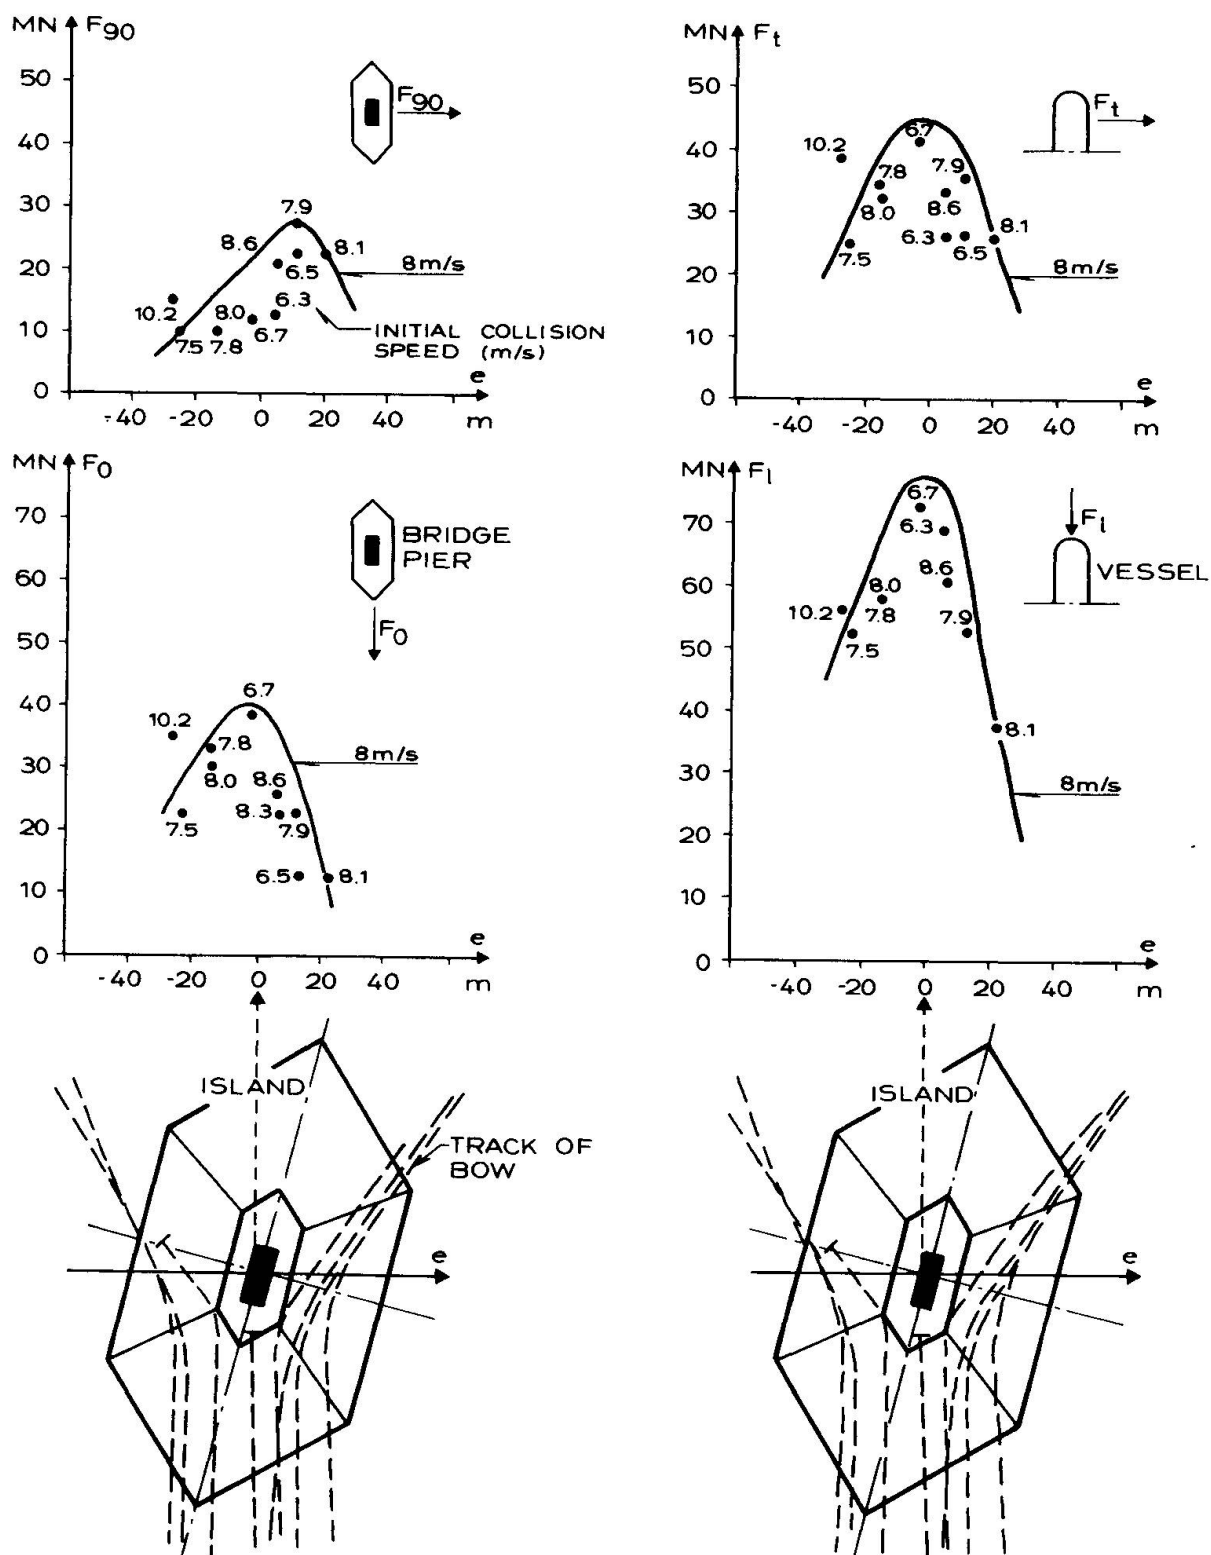 MN F90
50
40
30
20
10
0
F90
7.9
8.6
8.1
6.5
8m/s
10.2
8.0
6.3
7.5
7.8
6.7
INITIAL COLLISION
SPEED (m/s)
e
-40 -20 0 20 40 m
MN Ft
50
40
30
20
10
0
Ft
6.7
10.2
7.8
7.9
8.0
8.6
8.1
6.3
6.5
7.5
8m/s
e
-40 -20 0 20 40 m
MN F0
70
60
50
40
30
20
10
0
BRIDGE
PIER
F0
6.7
10.2
7.8
8m/s
8.0
8.6
8.3
7.5
7.9
6.5
8.1
e
-40 -20 0 20 40 m
MN Fl
70
60
50
40
30
20
10
0
Fl
VESSEL
6.7
6.3
8.6
8.0
10.2
7.8
7.9
7.5
8.1
8m/s
e
-40 -20 0 20 40 m
ISLAND
TRACK OF
BOW
e
ISLAND
e